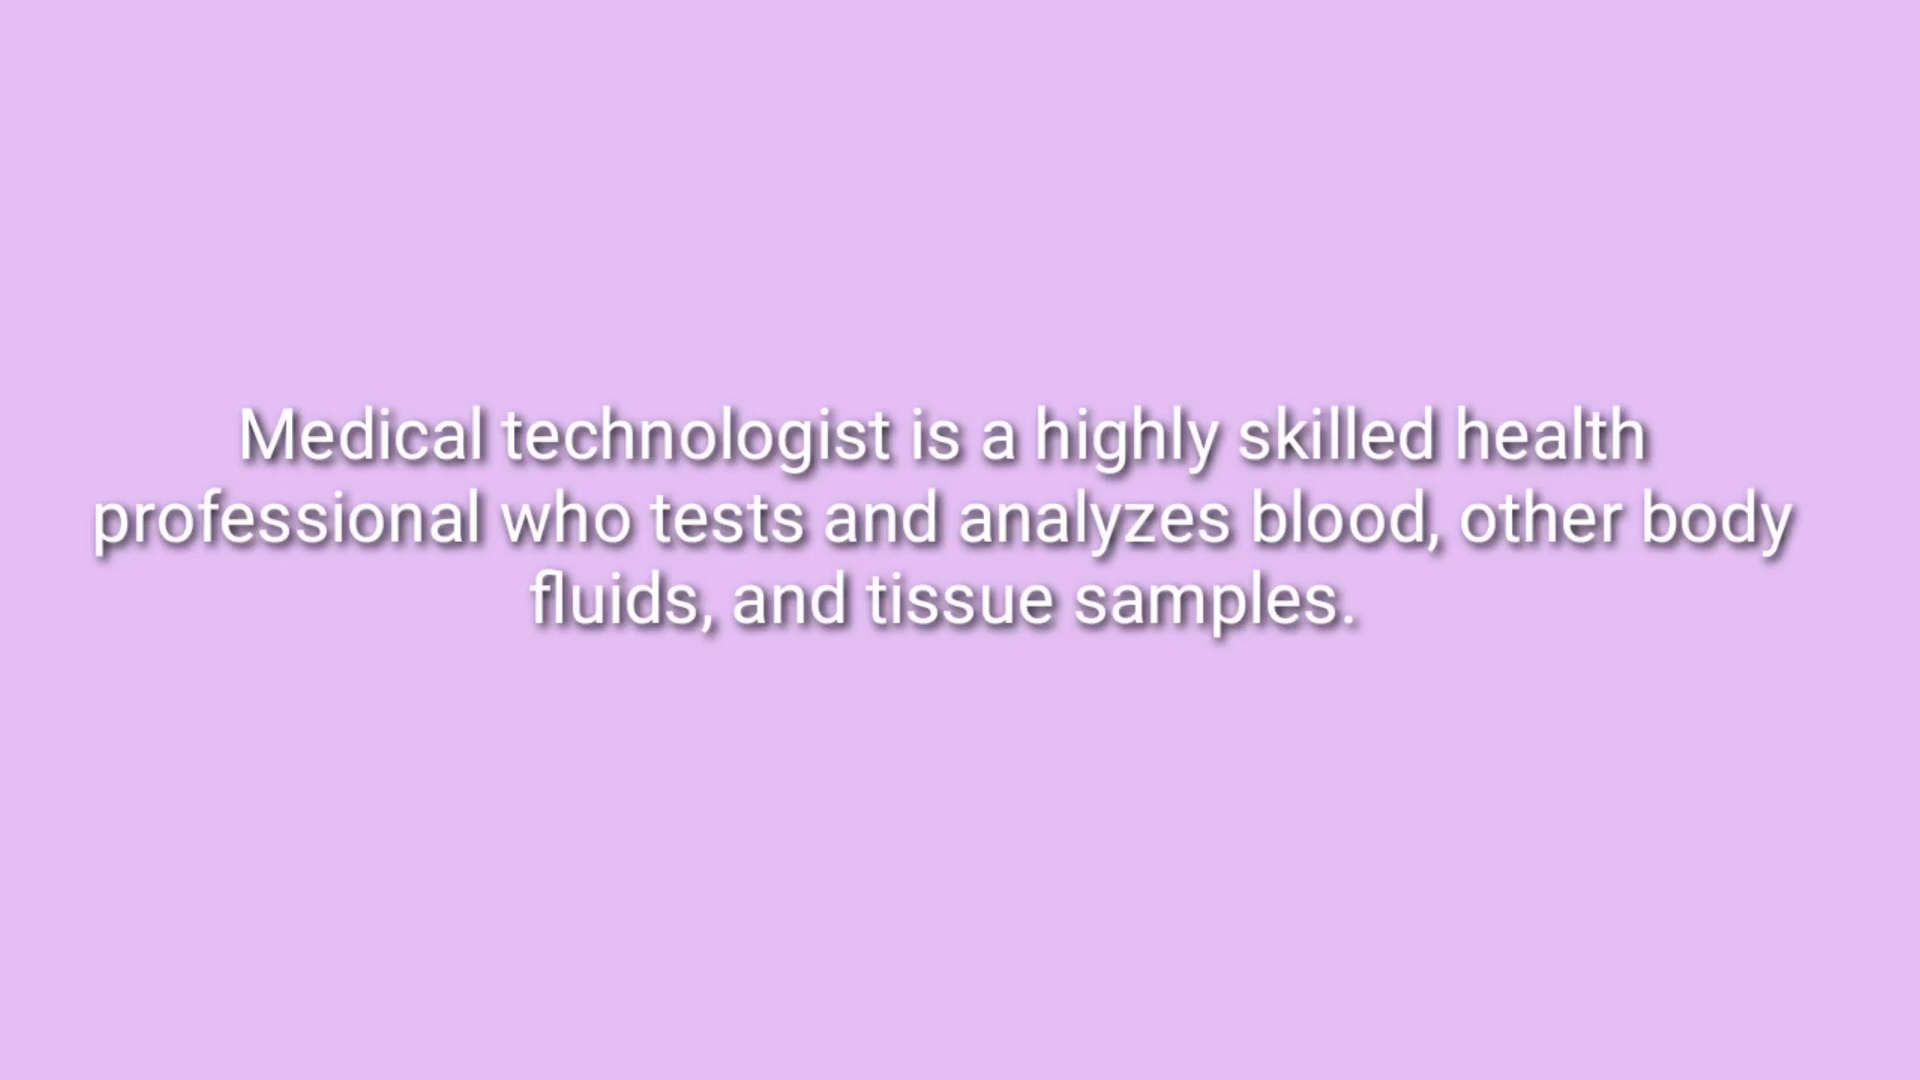 Medical technologist is a highly skilled health
professional who tests and analyzes blood, other body
fluids, and tissue samples.